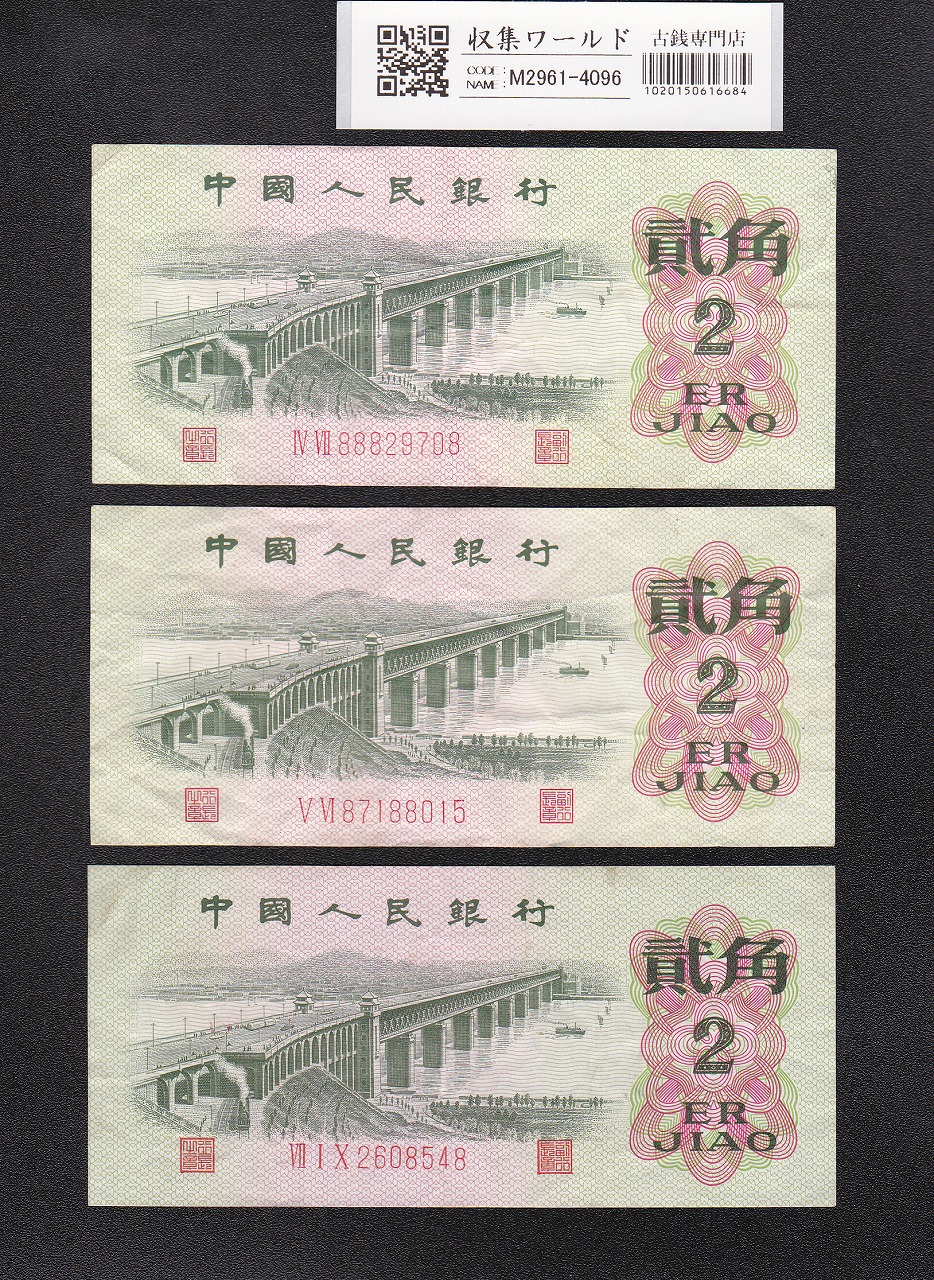 収集ワールド 古銭専門店
CODE NAME: M2961-4096
1020150616684
中國人民銀行
貳角
2
ER
JIAO
IV VII 88829708
中國人民銀行
貳角
2
ER
JIAO
V VI 87188015
中國人民銀行
貳角
2
ER
JIAO
VII I X 2608548